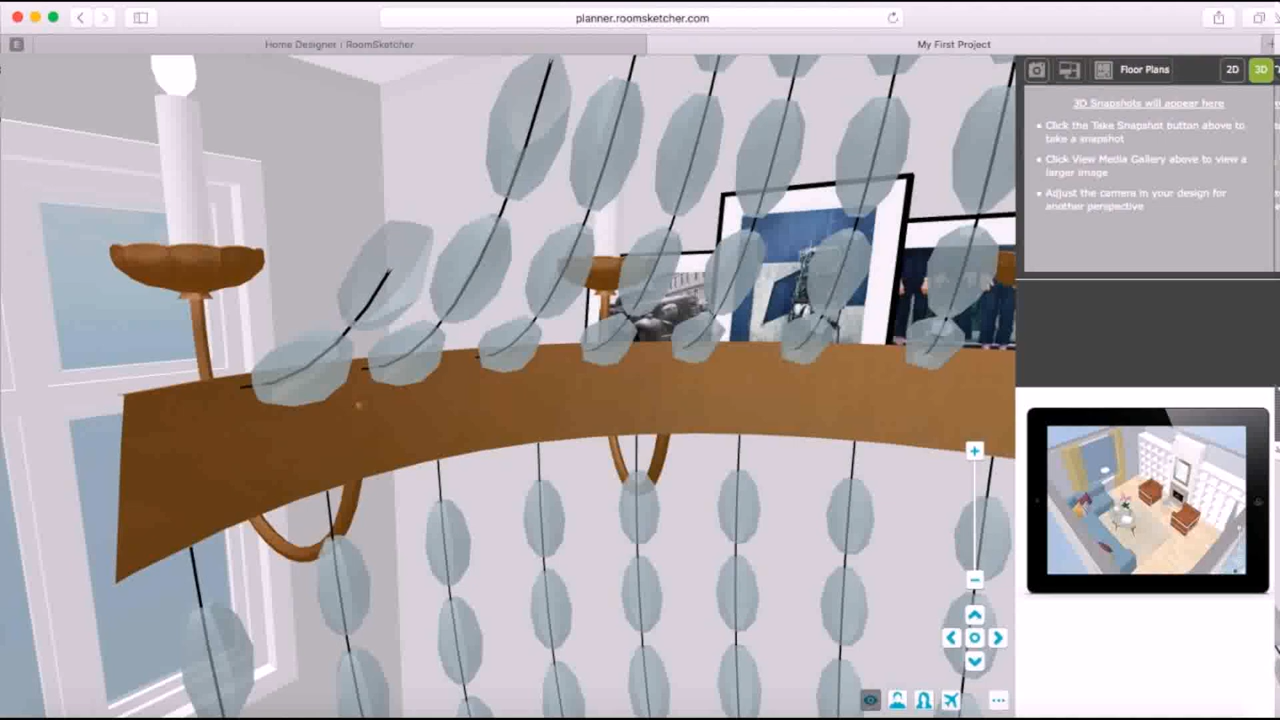 planner.roomsketcher.com
E
Home Designer | RoomSketcher
My First Project
Floor Plans
2D
3D
3D Snapshots will appear here
Click the Take Snapshot button above to
take a snapshot
Click View Media Gallery above to view a
larger image
Adjust the camera in your design for
another perspective